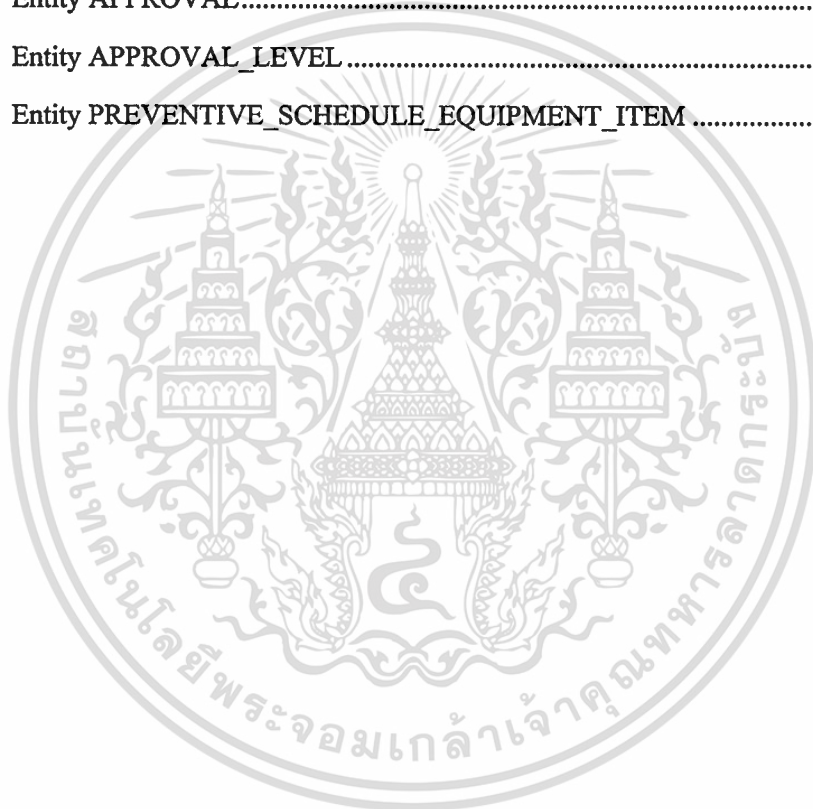 Entity APPROVAL
Entity APPROVAL_LEVEL
Entity PREVENTIVE_SCHEDULE_EQUIPMENT_ITEM
สถาบันเทคโนโลยีพระจอมเกล้าเจ้าคุณทหารลาดกระบัง
๔